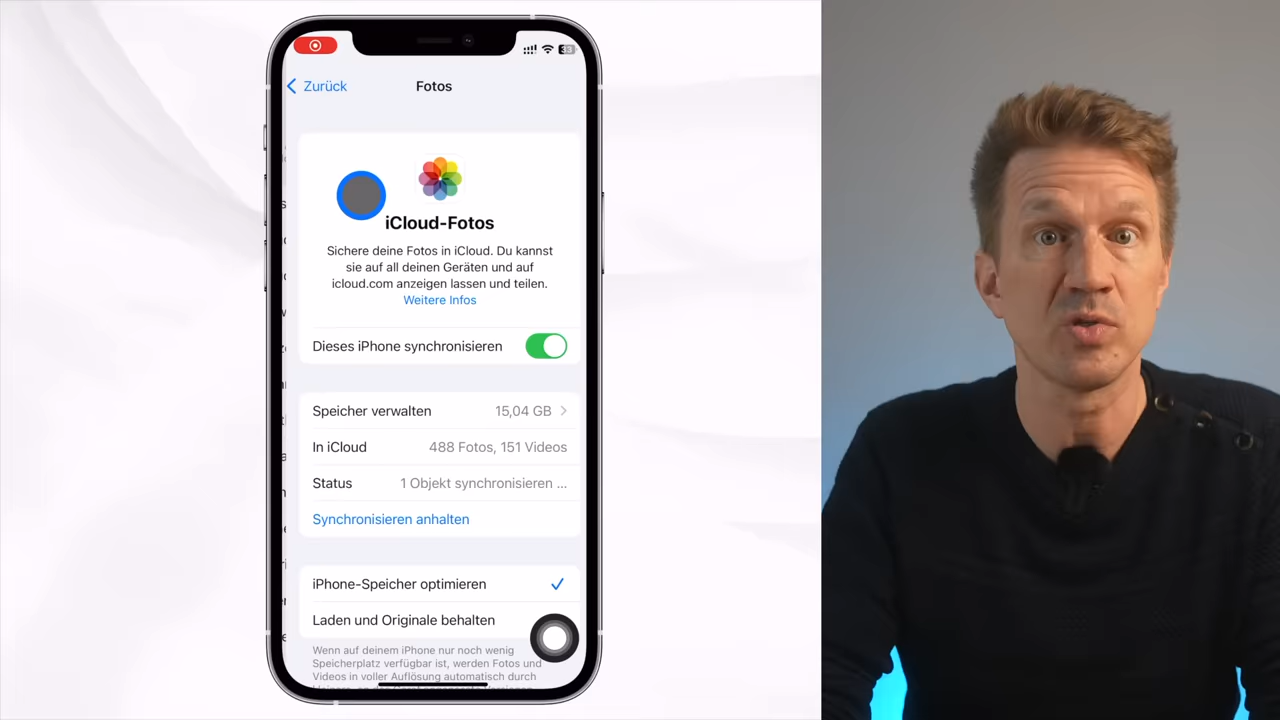 33
Zurück
Fotos
iCloud-Fotos
Sichere deine Fotos in iCloud. Du kannst
sie auf all deinen Geräten und auf
icloud.com anzeigen lassen und teilen.
Weitere Infos
Dieses iPhone synchronisieren
Speicher verwalten 15,04 GB
In iCloud 488 Fotos, 151 Videos
Status 1 Objekt synchronisieren ...
Synchronisieren anhalten
iPhone-Speicher optimieren
Laden und Originale behalten
Wenn auf deinem iPhone nur noch wenig
Speicherplatz verfügbar ist, werden Fotos und
Videos in voller Auflösung automatisch durch